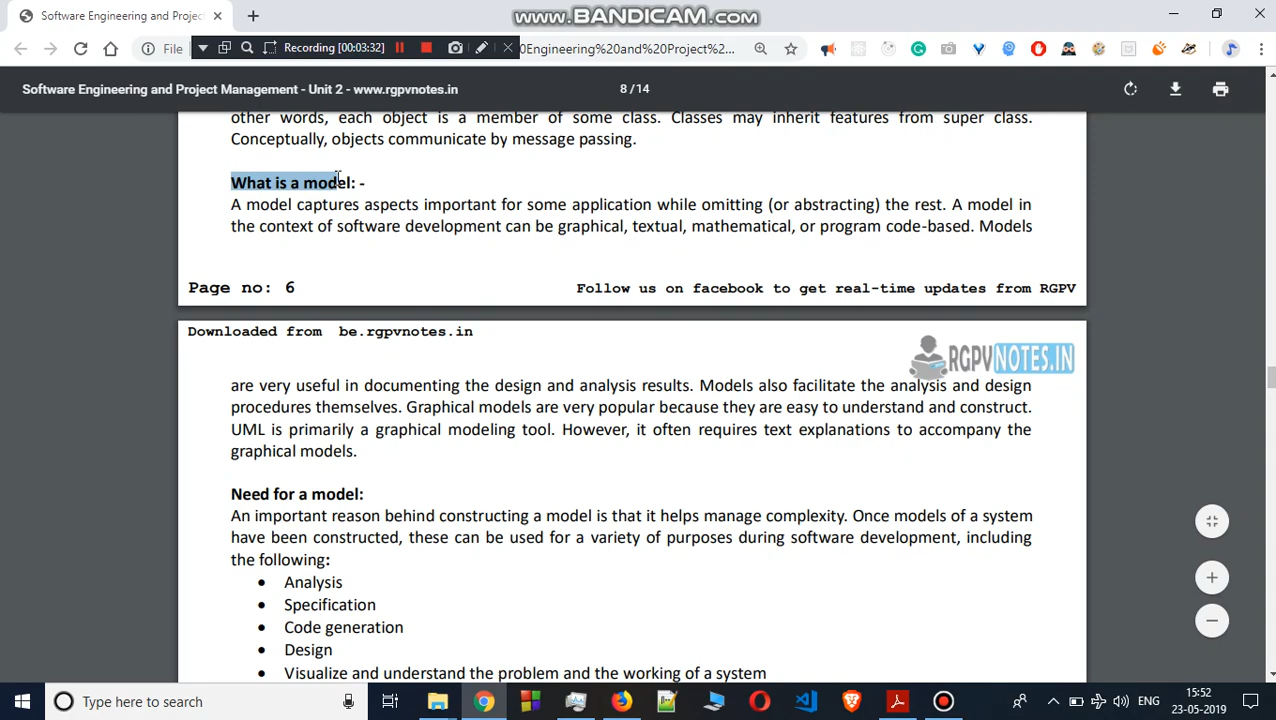 Software Engineering and Pro
www.BANDICAM.com
File
Recording [00:03:32]
0Engineering%20and%20Project%2...
Software Engineering and Project Management - Unit 2 - www.rgpvnotes.in
8 / 14
other words, each object is a member of some class. Classes may inherit features from super class.
Conceptually, objects communicate by message passing.
What is a model: -
A model captures aspects important for some application while omitting (or abstracting) the rest. A model in
the context of software development can be graphical, textual, mathematical, or program code-based. Models
Page no: 6
Follow us on facebook to get real-time updates from RGPV
Downloaded from be.rgpvnotes.in
RGPVNOTES.IN
are very useful in documenting the design and analysis results. Models also facilitate the analysis and design
procedures themselves. Graphical models are very popular because they are easy to understand and construct.
UML is primarily a graphical modeling tool. However, it often requires text explanations to accompany the
graphical models.
Need for a model:
An important reason behind constructing a model is that it helps manage complexity. Once models of a system
have been constructed, these can be used for a variety of purposes during software development, including
the following:
• Analysis
• Specification
• Code generation
• Design
• Visualize and understand the problem and the working of a system
Type here to search
ENG
15:52
23-05-2019